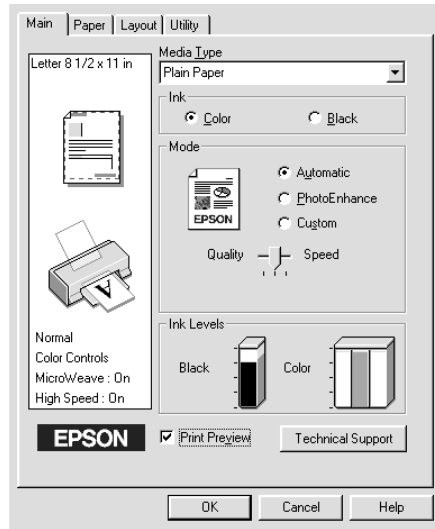 Main Paper Layout Utility
Letter 8 1/2 x 11 in
Media Type
Plain Paper
Ink
Color Black
Mode
EPSON
Automatic
PhotoEnhance
Custom
Quality Speed
A
Normal
Color Controls
MicroWeave : On
High Speed : On
Ink Levels
Black Color
EPSON
Print Preview Technical Support
OK Cancel Help